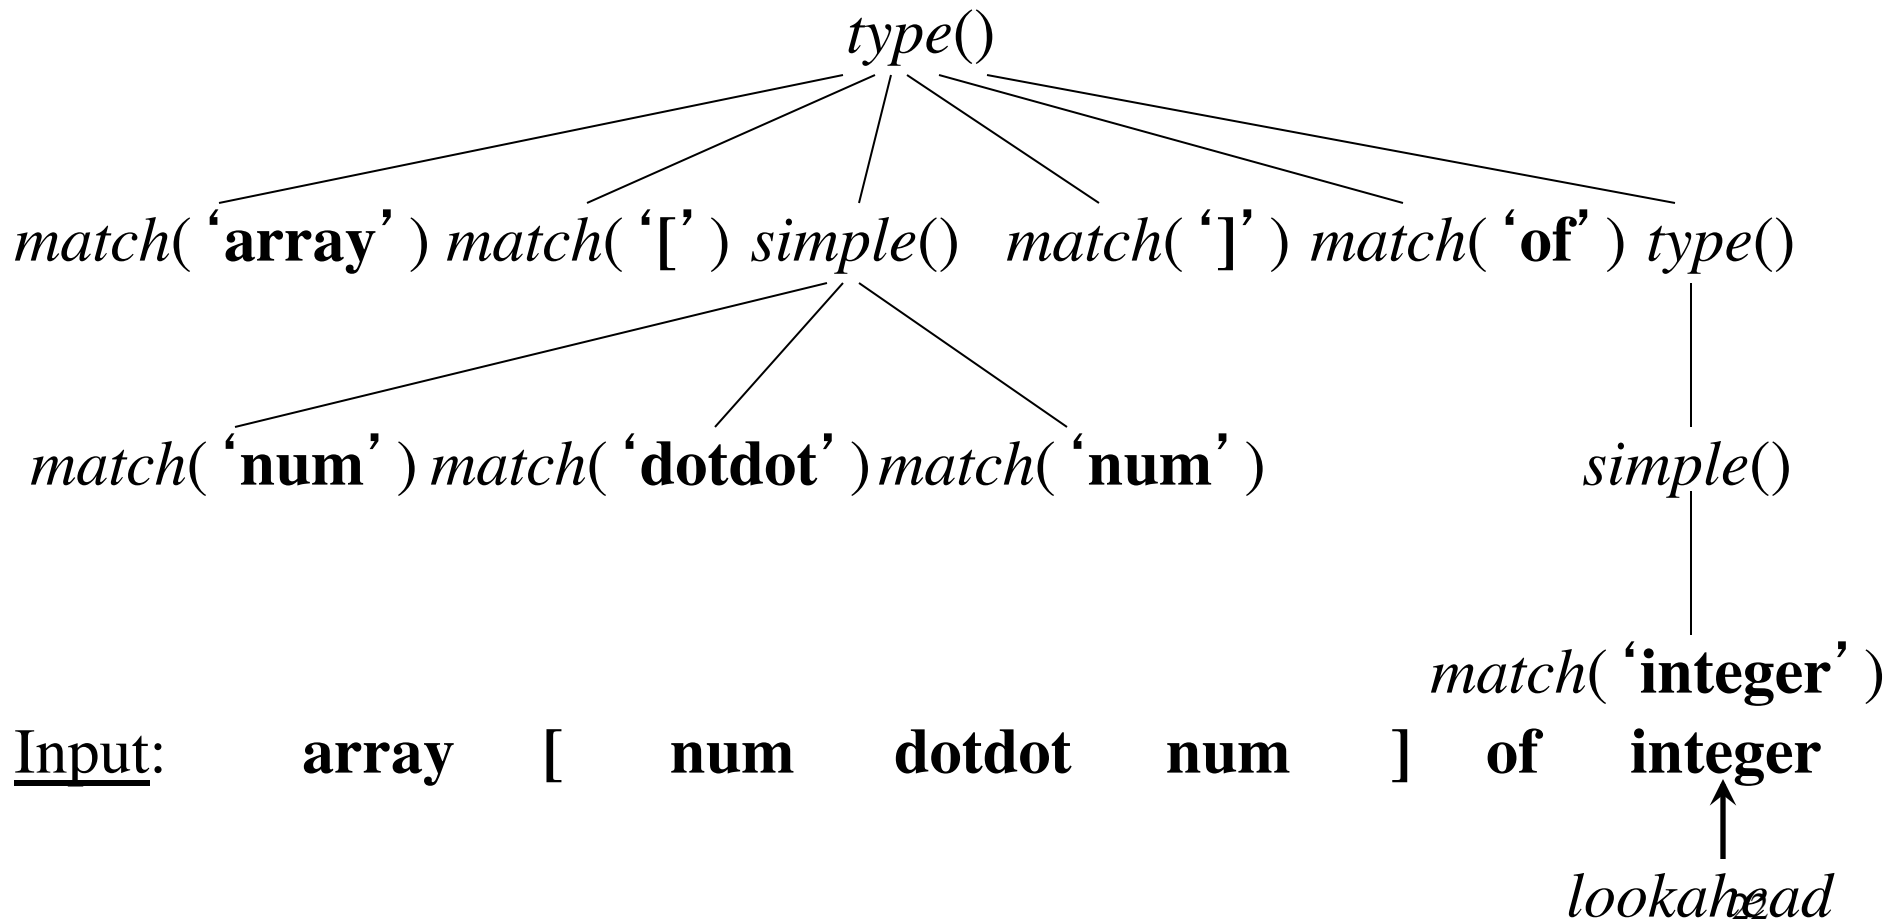 type()
match(‘array’) match(‘[’) simple() match(‘]’) match(‘of’) type()
match(‘num’) match(‘dotdot’) match(‘num’) simple()
match(‘integer’)
Input: array [ num dotdot num ] of integer
lookahead
22